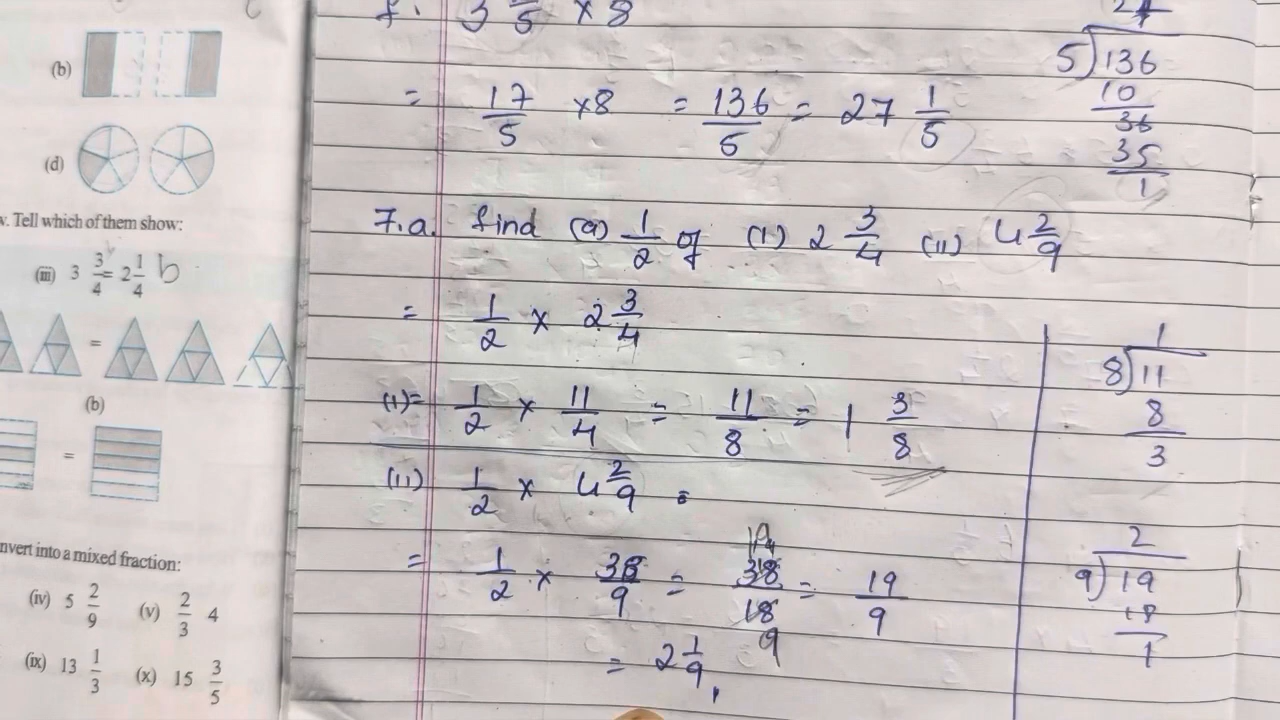 (b)
(d)
w. Tell which of them show:
(iii) 3 3/4 = 2 1/4 b
=
(b)
=
nvert into a mixed fraction:
(iv) 5 2/9 (v) 2/3 4
(ix) 13 1/3 (x) 15 3/5
f. 3 /5 × 8
= 17/5 × 8 = 136/5 = 27 1/5
5)136
10
36
35
1
7.a. find (a) 1/2 of (i) 2 3/4 (ii) 4 2/9
= 1/2 × 2 3/4
(i) = 1/2 × 11/4 = 11/8 = 1 3/8
1
8)11
8
3
(ii) 1/2 × 4 2/9 =
19
= 1/2 × 38/9 = 38/18 = 19/9
9
= 2 1/9,
2
9)19
18
1